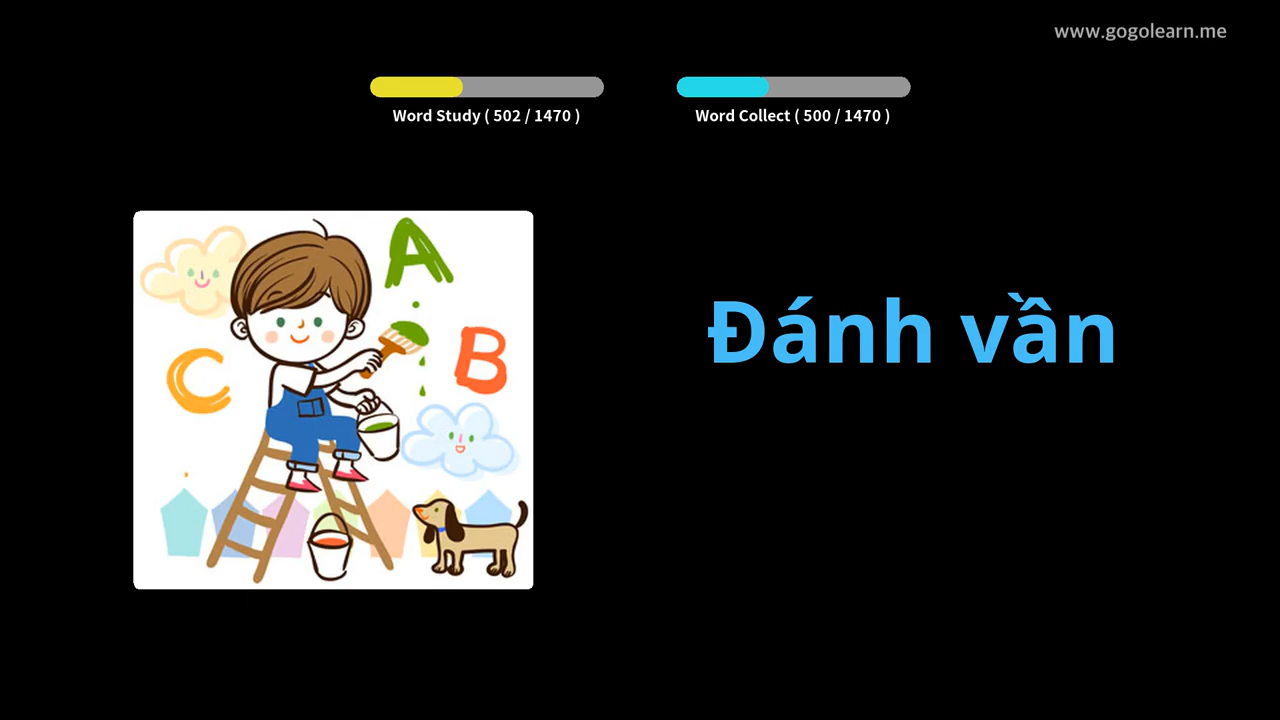 www.gogolearn.me
Word Study ( 502 / 1470 )
Word Collect ( 500 / 1470 )
A
B
C
Đánh vần